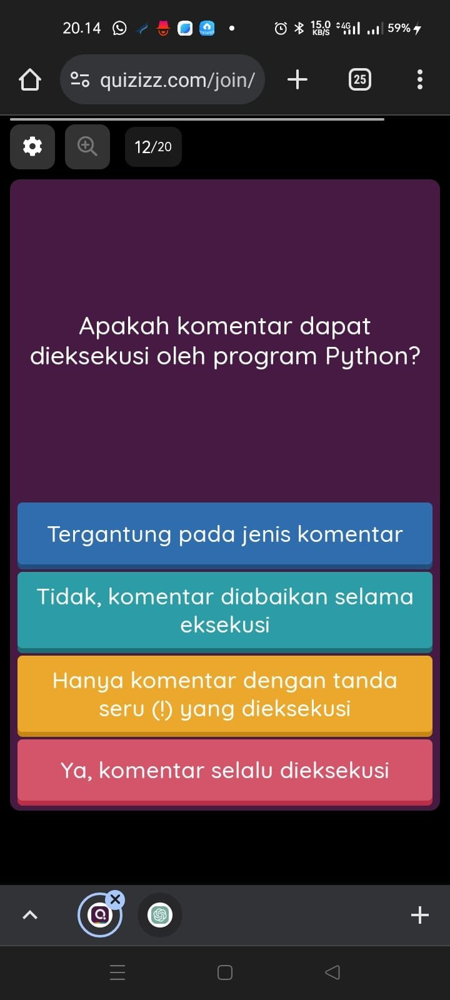 20.14
15.0
KB/S
4G
59%
quizizz.com/join/
25
12/20
Apakah komentar dapat
dieksekusi oleh program Python?
Tergantung pada jenis komentar
Tidak, komentar diabaikan selama
eksekusi
Hanya komentar dengan tanda
seru (!) yang dieksekusi
Ya, komentar selalu dieksekusi